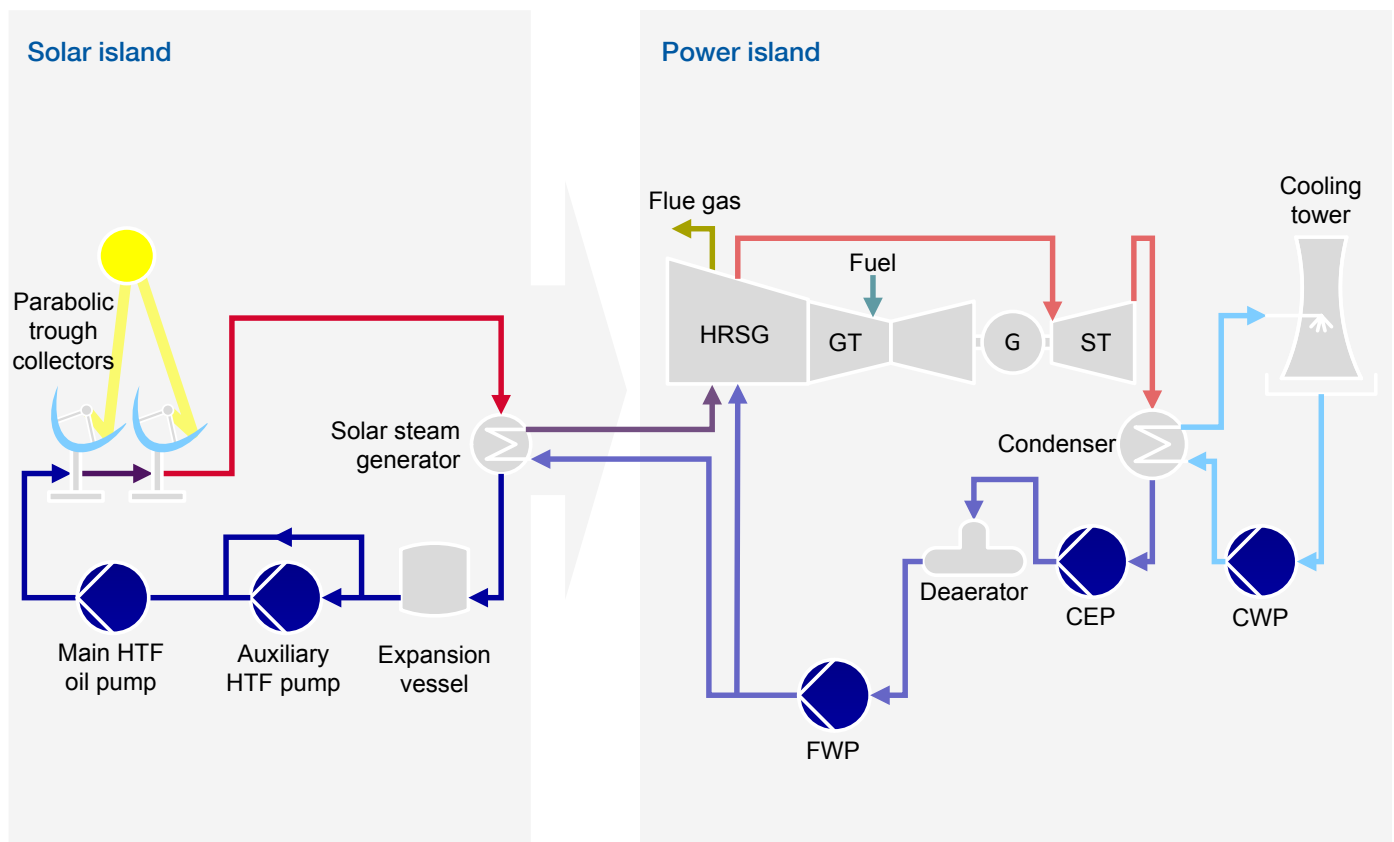 Solar island
Power island
Cooling
tower
Flue gas
Fuel
Parabolic
trough
collectors
HRSG
GT
G
ST
Solar steam
generator
Condenser
Deaerator
CEP
CWP
Main HTF
oil pump
Auxiliary
HTF pump
Expansion
vessel
FWP